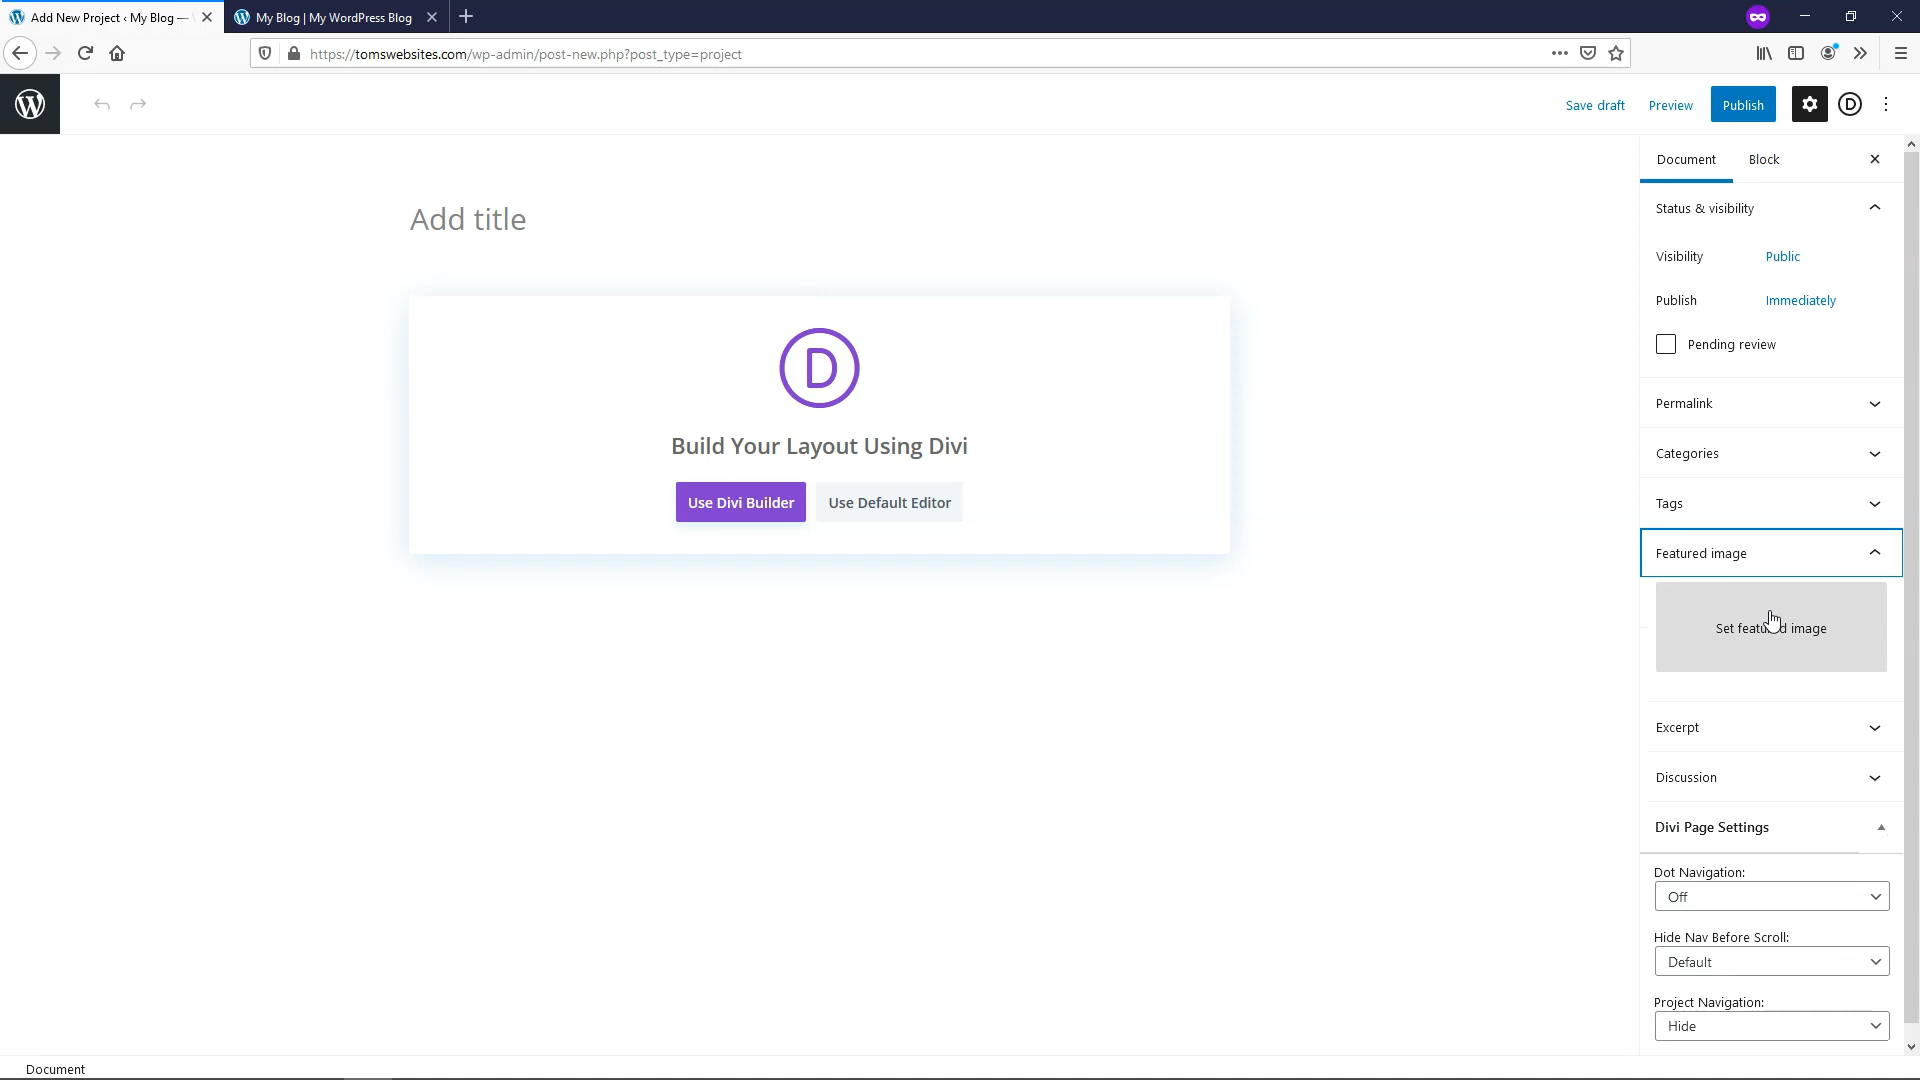 Add New Project ‹ My Blog —
My Blog | My WordPress Blog
https://tomswebsites.com/wp-admin/post-new.php?post_type=project
Save draft
Preview
Publish
Document
Block
Status & visibility
Add title
Visibility
Public
Publish
Immediately
Pending review
Permalink
Build Your Layout Using Divi
Categories
Use Divi Builder
Use Default Editor
Tags
Featured image
Set featured image
Excerpt
Discussion
Divi Page Settings
Dot Navigation:
Off
Hide Nav Before Scroll:
Default
Project Navigation:
Hide
Document